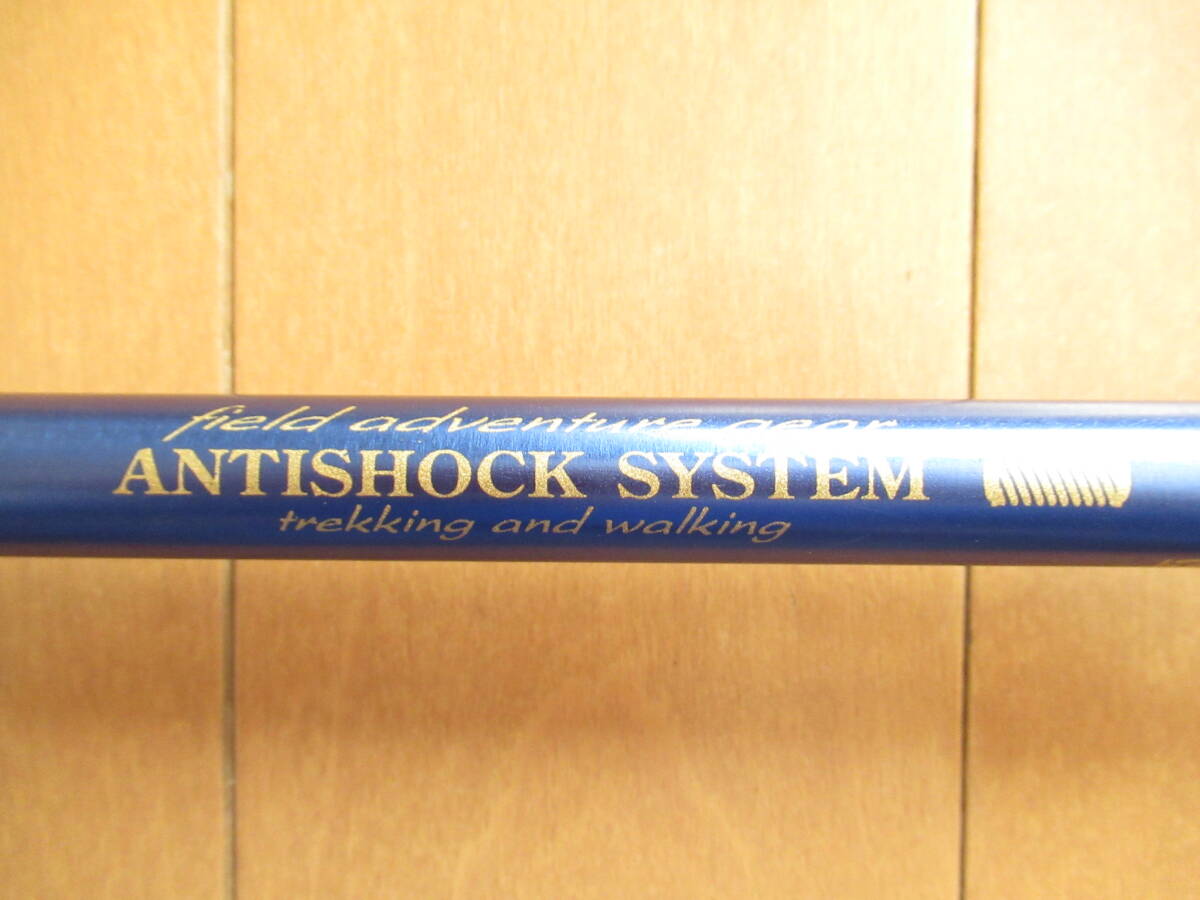 field adventure gear
ANTISHOCK SYSTEM
trekking and walking